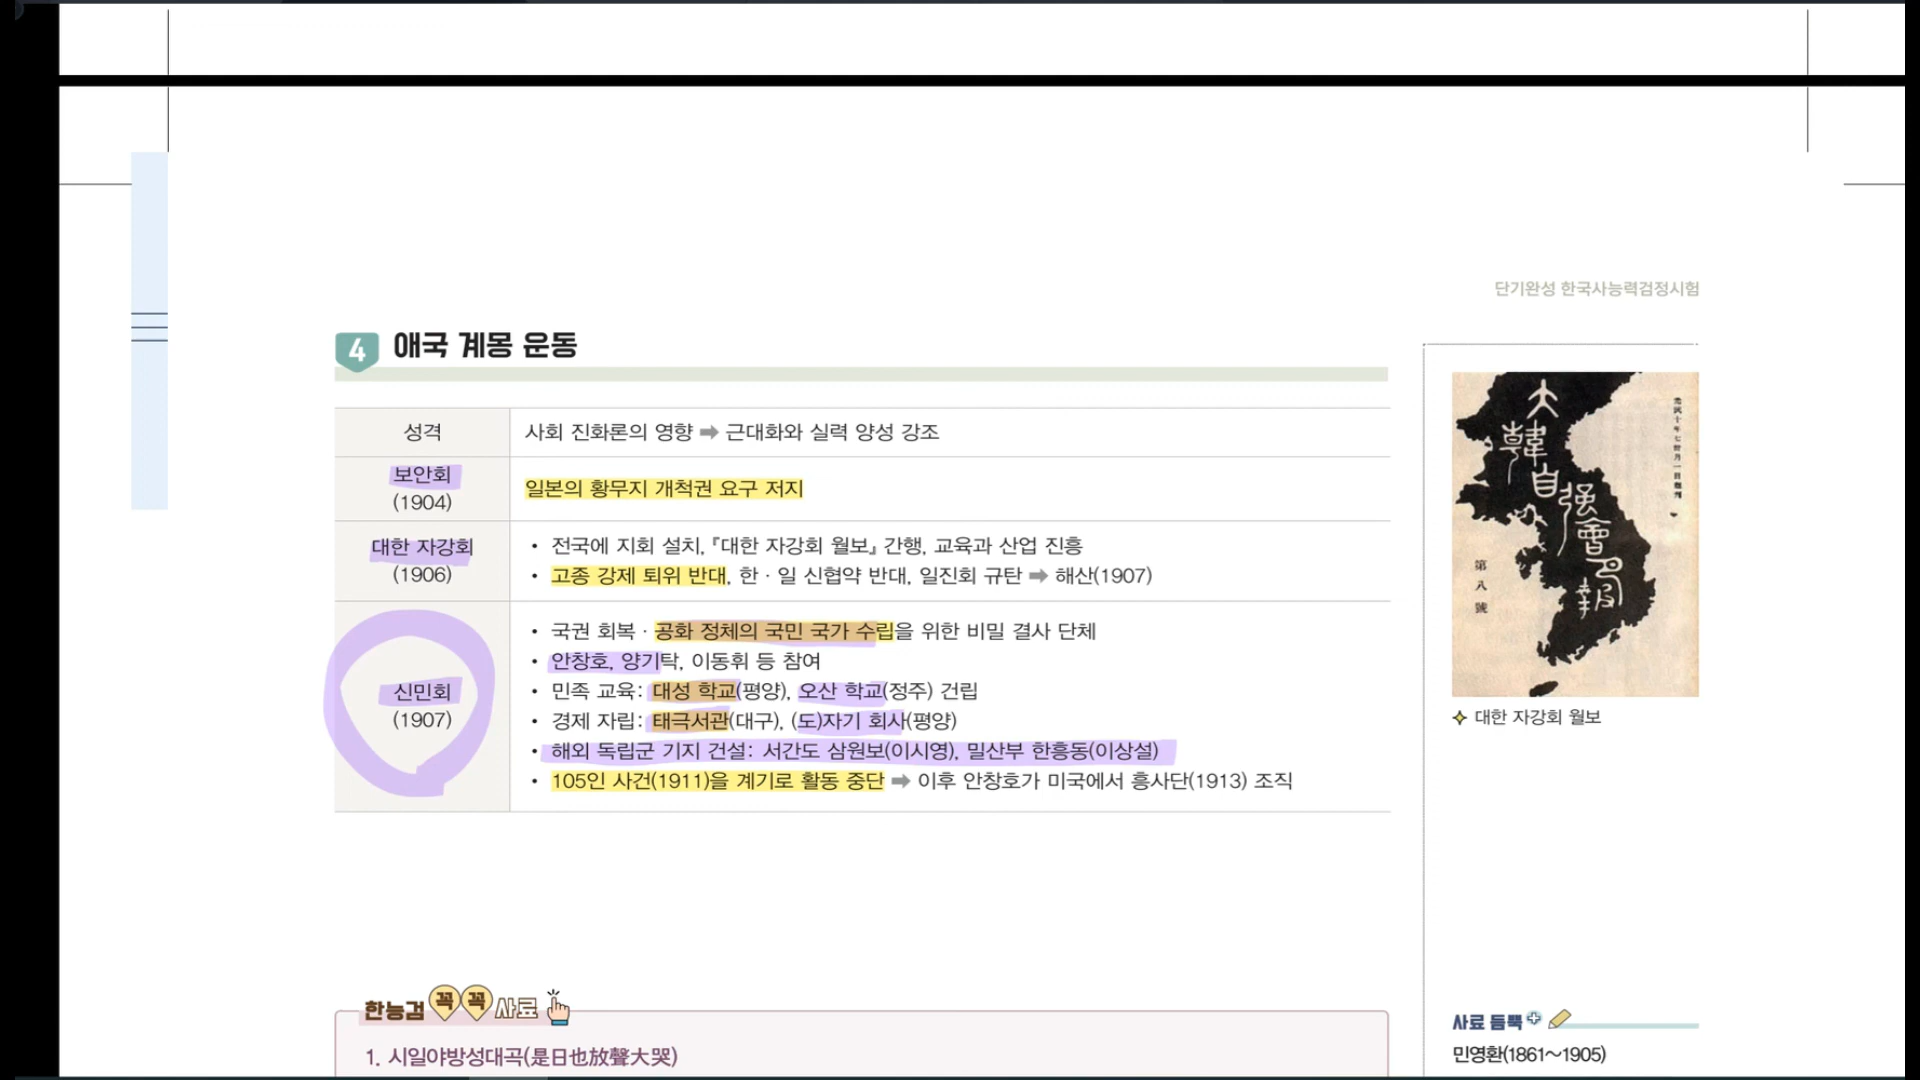 단기완성 한국사능력검정시험
4 애국 계몽 운동
성격
사회 진화론의 영향 ➡ 근대화와 실력 양성 강조
보안회
(1904)
일본의 황무지 개척권 요구 저지
대한 자강회
(1906)
• 전국에 지회 설치, 『대한 자강회 월보』 간행, 교육과 산업 진흥
• 고종 강제 퇴위 반대, 한·일 신협약 반대, 일진회 규탄 ➡ 해산(1907)
신민회
(1907)
• 국권 회복·공화 정체의 국민 국가 수립을 위한 비밀 결사 단체
• 안창호, 양기탁, 이동휘 등 참여
• 민족 교육: 대성 학교(평양), 오산 학교(정주) 건립
• 경제 자립: 태극서관(대구), (도)자기 회사(평양)
• 해외 독립군 기지 건설: 서간도 삼원보(이시영), 밀산부 한흥동(이상설)
• 105인 사건(1911)을 계기로 활동 중단 ➡ 이후 안창호가 미국에서 흥사단(1913) 조직
大韓自强會月報
第八號
대한 자강회 월보
한능검 꼭꼭 사료
1. 시일야방성대곡(是日也放聲大哭)
사료 듬뿍
민영환(1861~1905)